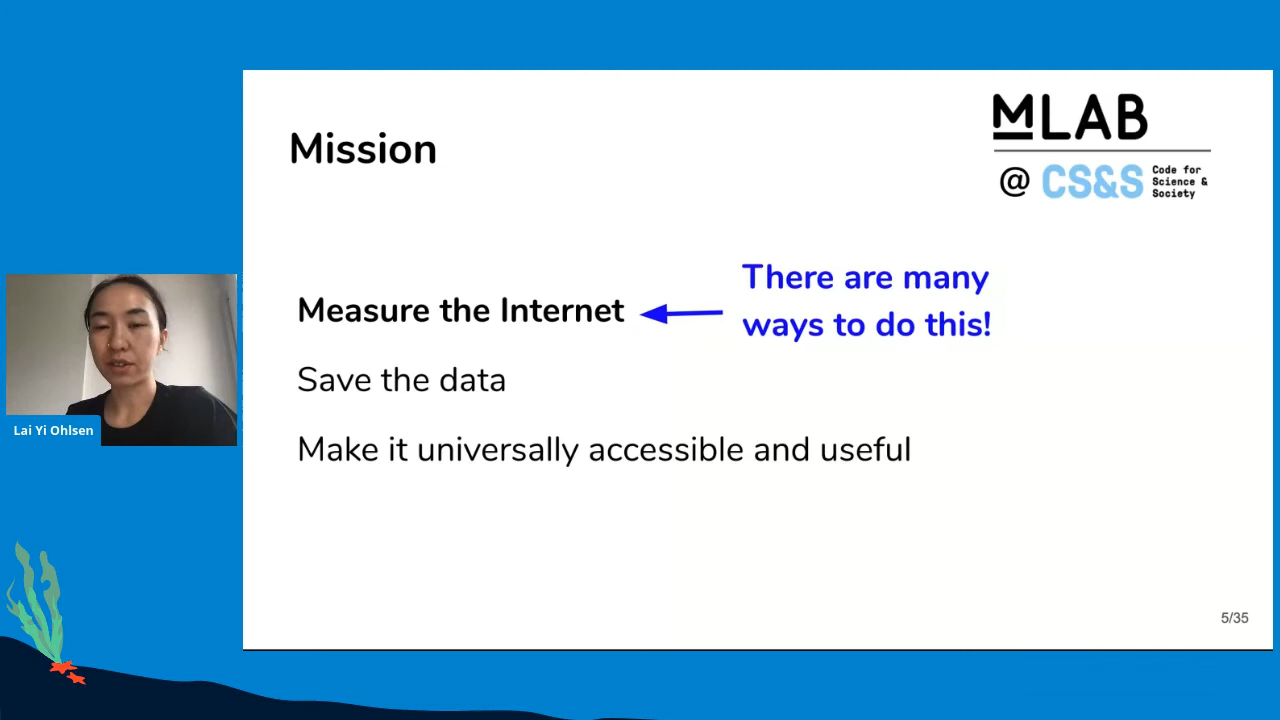 Mission
MLAB
@ CS&S Code for
Science &
Society
Measure the Internet
There are many
ways to do this!
Save the data
Make it universally accessible and useful
Lai Yi Ohlsen
5/35